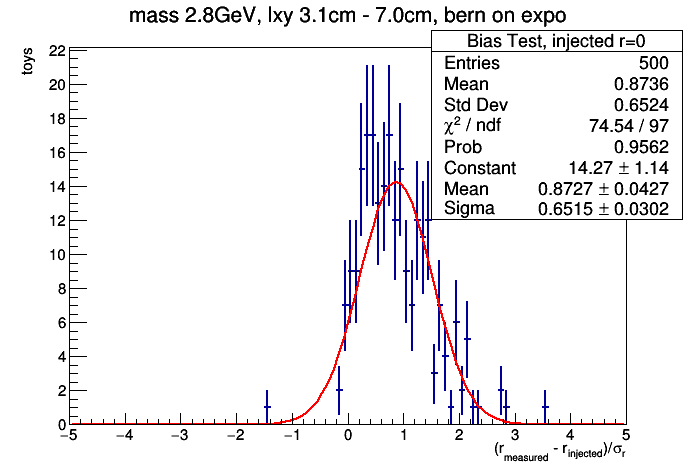 mass 2.8GeV, lxy 3.1cm - 7.0cm, bern on expo
Bias Test, injected r=0
Entries 500
Mean 0.8736
Std Dev 0.6524
χ² / ndf 74.54 / 97
Prob 0.9562
Constant 14.27 ± 1.14
Mean 0.8727 ± 0.0427
Sigma 0.6515 ± 0.0302
toys
22
20
18
16
14
12
10
8
6
4
2
0
−5 −4 −3 −2 −1 0 1 2 3 4 5
(r_measured - r_injected)/σ_r